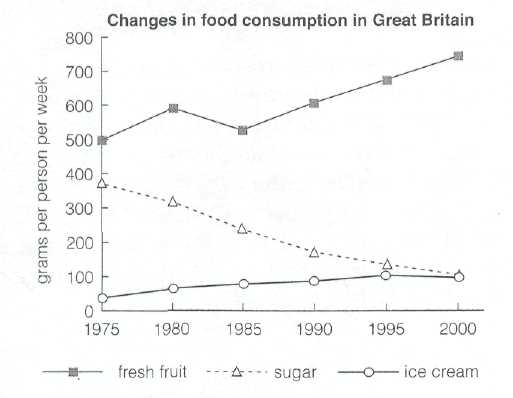 Changes in food consumption in Great Britain
grams per person per week
800
700
600
500
400
300
200
100
0
1975 1980 1985 1990 1995 2000
fresh fruit sugar ice cream